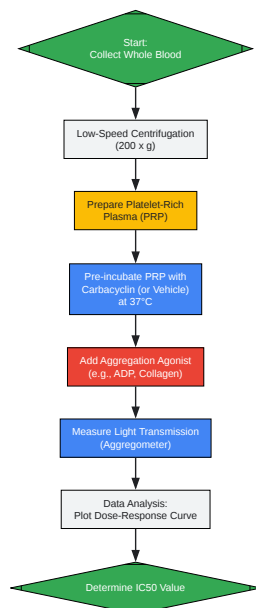 Start:
Collect Whole Blood
Low-Speed Centrifugation
(200 x g)
Prepare Platelet-Rich
Plasma (PRP)
Pre-incubate PRP with
Carbacyclin (or Vehicle)
at 37°C
Add Aggregation Agonist
(e.g., ADP, Collagen)
Measure Light Transmission
(Aggregometer)
Data Analysis:
Plot Dose-Response Curve
Determine IC50 Value